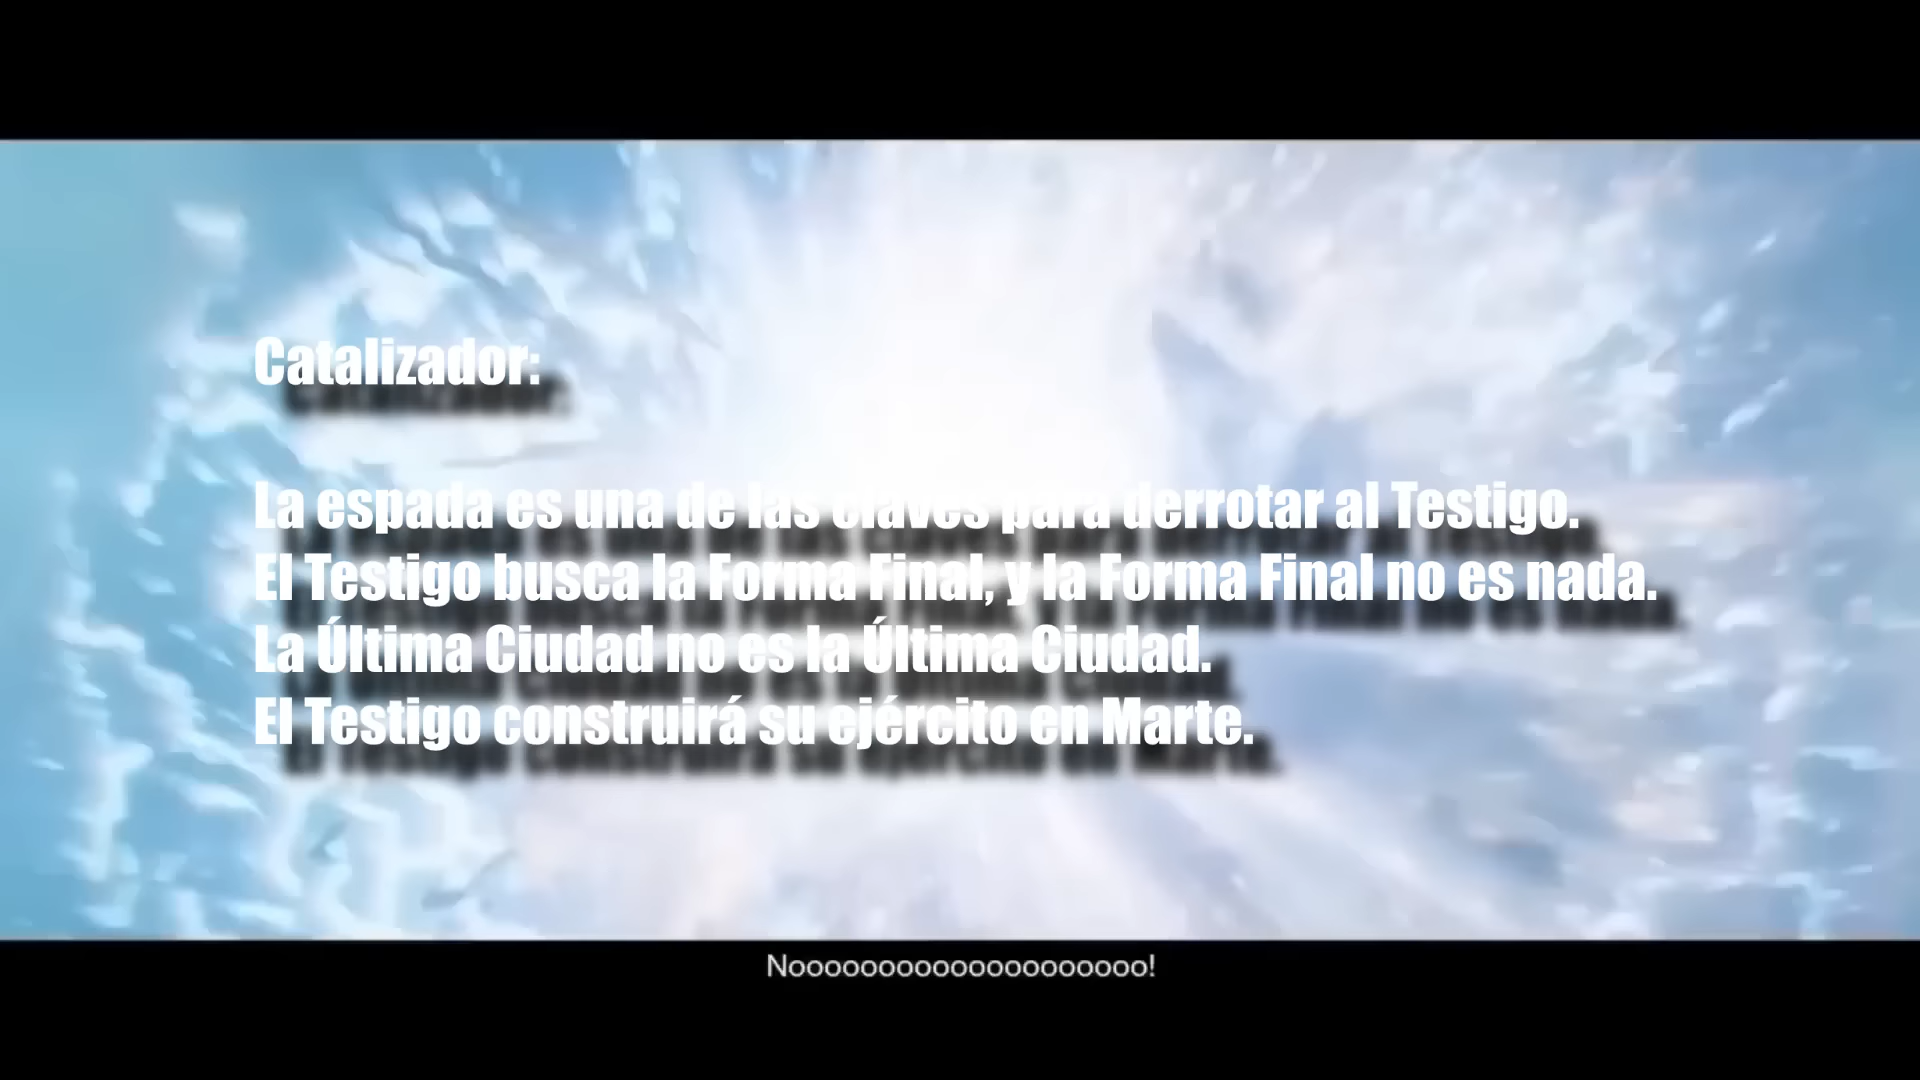 Catalizador:
La espada es una de las claves para derrotar al Testigo.
El Testigo busca la Forma Final, y la Forma Final no es nada.
La Última Ciudad no es la Última Ciudad.
El Testigo construirá su ejército en Marte.
Noooooooooooooooooooo!